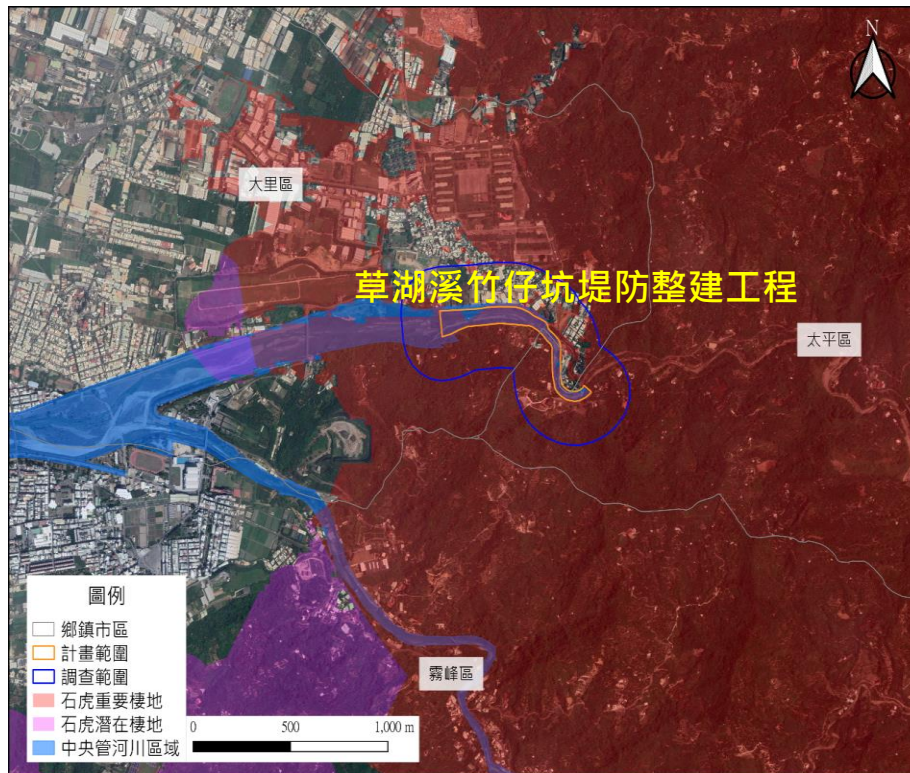 N
大里區
草湖溪竹仔坑堤防整建工程
太平區
霧峰區
圖例
鄉鎮市區
計畫範圍
調查範圍
石虎重要棲地
石虎潛在棲地
中央管河川區域
0 500 1,000 m